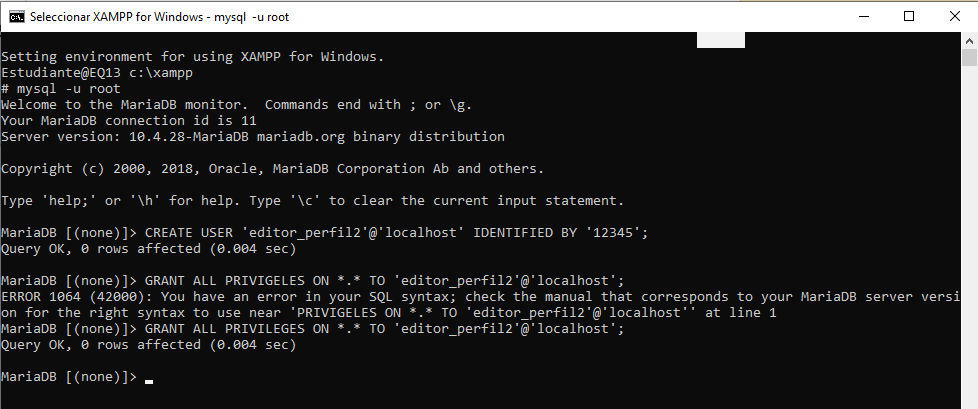 Seleccionar XAMPP for Windows - mysql  -u root
Setting environment for using XAMPP for Windows.
Estudiante@EQ13 c:\xampp
# mysql -u root
Welcome to the MariaDB monitor.  Commands end with ; or \g.
Your MariaDB connection id is 11
Server version: 10.4.28-MariaDB mariadb.org binary distribution
Copyright (c) 2000, 2018, Oracle, MariaDB Corporation Ab and others.
Type 'help;' or '\h' for help. Type '\c' to clear the current input statement.
MariaDB [(none)]> CREATE USER 'editor_perfil2'@'localhost' IDENTIFIED BY '12345';
Query OK, 0 rows affected (0.004 sec)
MariaDB [(none)]> GRANT ALL PRIVIGELES ON *.* TO 'editor_perfil2'@'localhost';
ERROR 1064 (42000): You have an error in your SQL syntax; check the manual that corresponds to your MariaDB server versi
on for the right syntax to use near 'PRIVIGELES ON *.* TO 'editor_perfil2'@'localhost'' at line 1
MariaDB [(none)]> GRANT ALL PRIVILEGES ON *.* TO 'editor_perfil2'@'localhost';
Query OK, 0 rows affected (0.004 sec)
MariaDB [(none)]>